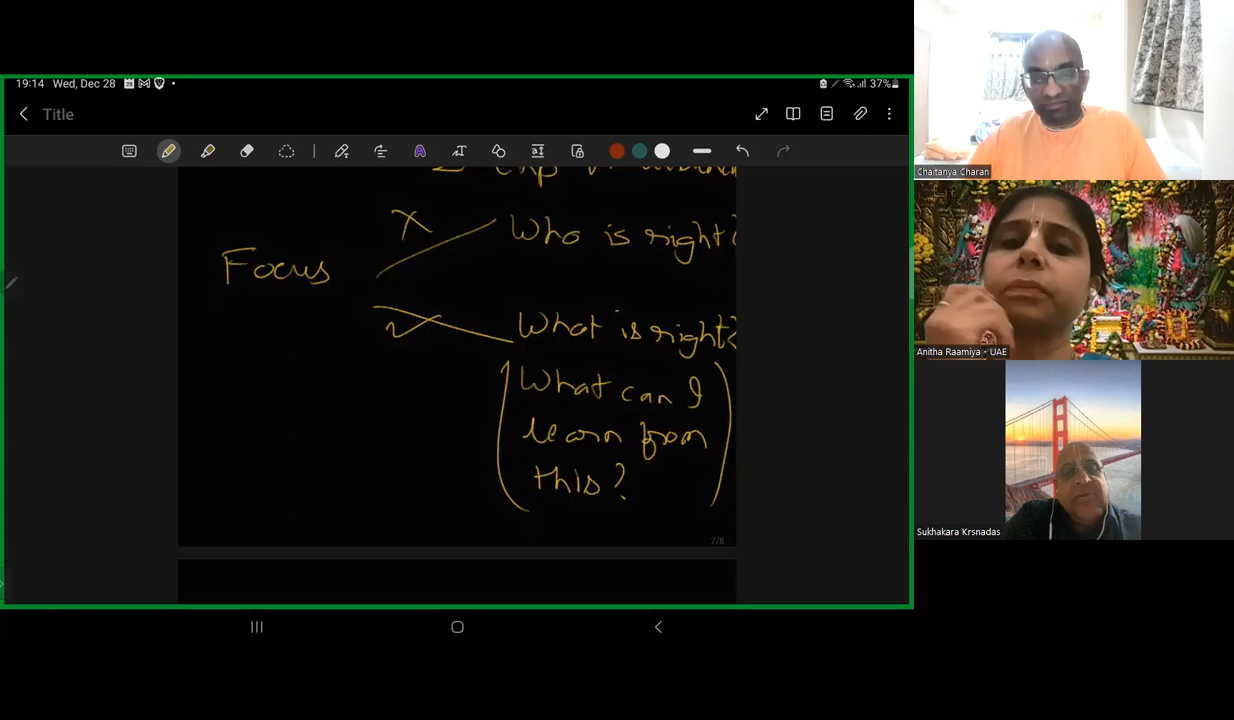 19:14 Wed, Dec 28
37%
Title
Who is right?
Focus
What is right?
(What can I
learn from
this?)
7/8
Chaitanya Charan
Anitha Raamiya - UAE
Sukhakara Krsnadas